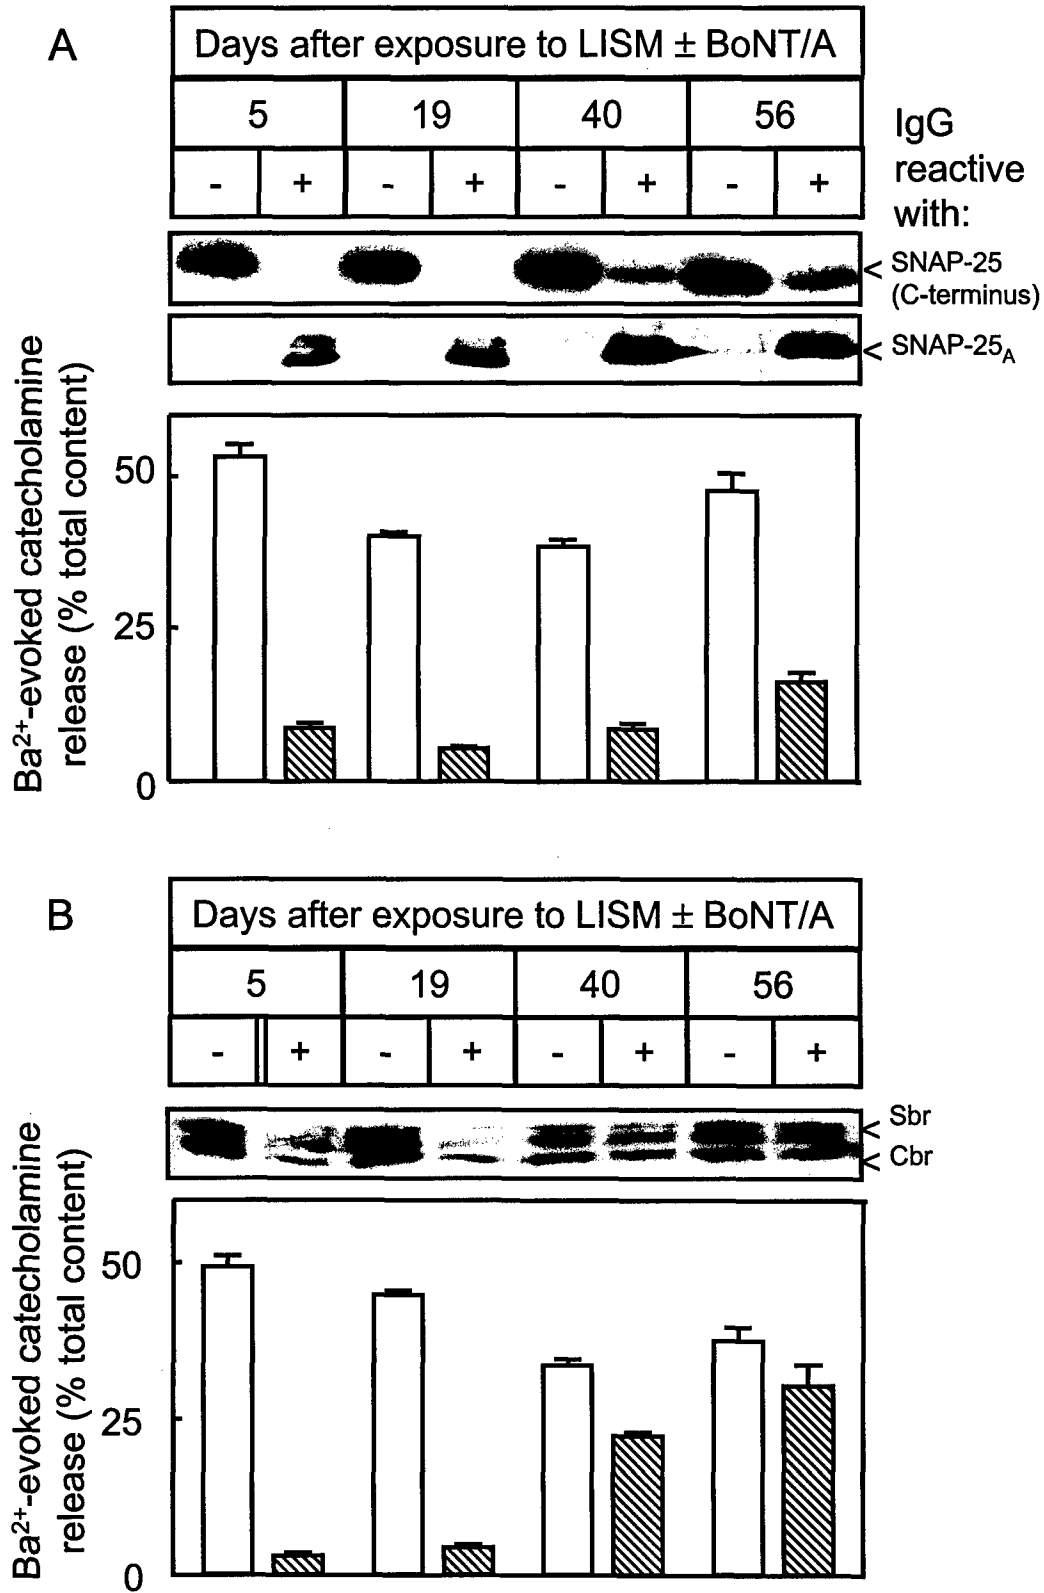 A
Days after exposure to LISM ± BoNT/A
5 19 40 56
- + - + - + - +
IgG
reactive
with:
< SNAP-25
(C-terminus)
< SNAP-25A
Ba²⁺-evoked catecholamine
release (% total content)
50
25
0
B
Days after exposure to LISM ± BoNT/A
5 19 40 56
- + - + - + - +
< Sbr
< Cbr
Ba²⁺-evoked catecholamine
release (% total content)
50
25
0